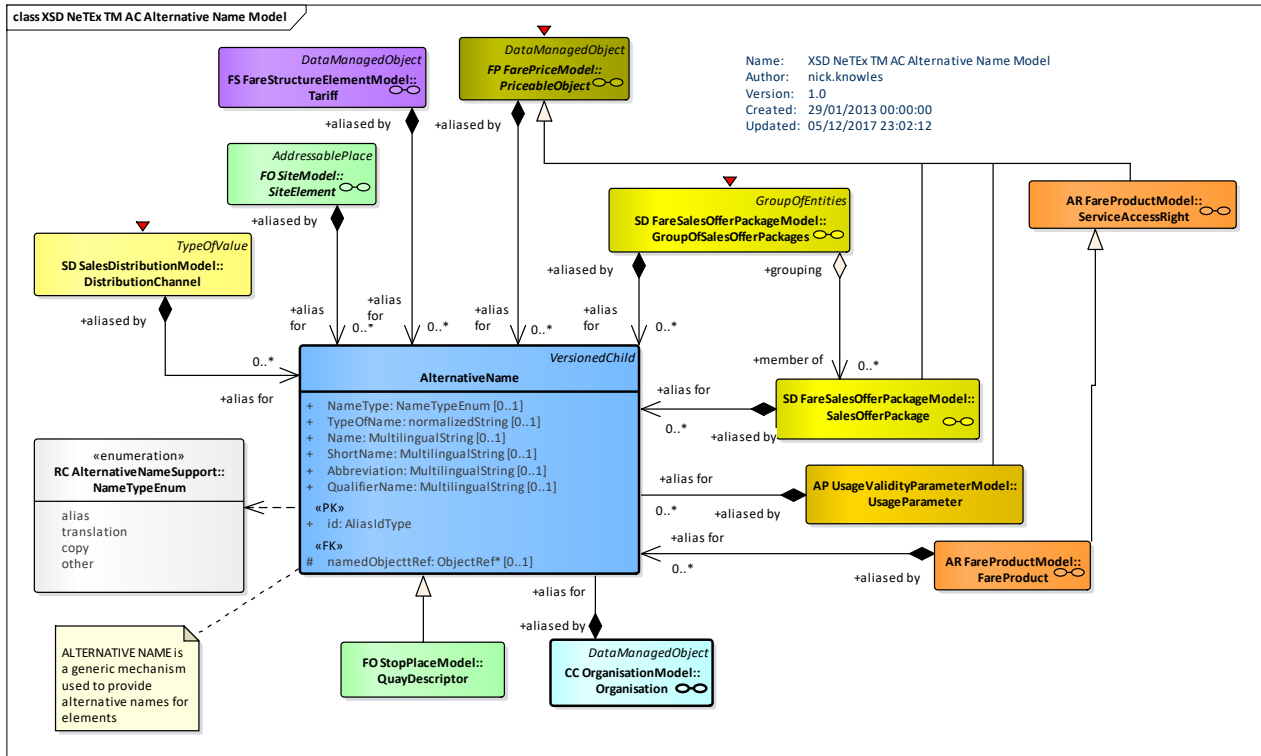 class XSD NeTEx TM AC Alternative Name Model
Name: XSD NeTEx TM AC Alternative Name Model
Author: nick.knowles
Version: 1.0
Created: 29/01/2013 00:00:00
Updated: 05/12/2017 23:02:12
DataManagedObject
FS FareStructureElementModel::
Tariff
DataManagedObject
FP FarePriceModel::
PriceableObject
+aliased by
+aliased by
AddressablePlace
FO SiteModel::
SiteElement
+aliased by
GroupOfEntities
SD FareSalesOfferPackageModel::
GroupOfSalesOfferPackages
AR FareProductModel::
ServiceAccessRight
TypeOfValue
SD SalesDistributionModel::
DistributionChannel
+aliased by
+aliased by
+grouping
+alias
for
0..*
+alias
for
0..*
+alias
for
0..*
+alias
for
0..*
0..*
+alias for
+member of
0..*
VersionedChild
AlternativeName
+ NameType: NameTypeEnum [0..1]
+ TypeOfName: normalizedString [0..1]
+ Name: MultilingualString [0..1]
+ ShortName: MultilingualString [0..1]
+ Abbreviation: MultilingualString [0..1]
+ QualifierName: MultilingualString [0..1]
«PK»
+ id: AliasIdType
«FK»
# namedObjecttRef: ObjectRef* [0..1]
+alias for
0..*
+aliased by
SD FareSalesOfferPackageModel::
SalesOfferPackage
+alias for
0..*
+aliased by
AP UsageValidityParameterModel::
UsageParameter
+alias for
0..*
+aliased by
AR FareProductModel::
FareProduct
«enumeration»
RC AlternativeNameSupport::
NameTypeEnum
alias
translation
copy
other
+alias for
+aliased by
ALTERNATIVE NAME is
a generic mechanism
used to provide
alternative names for
elements
FO StopPlaceModel::
QuayDescriptor
DataManagedObject
CC OrganisationModel::
Organisation